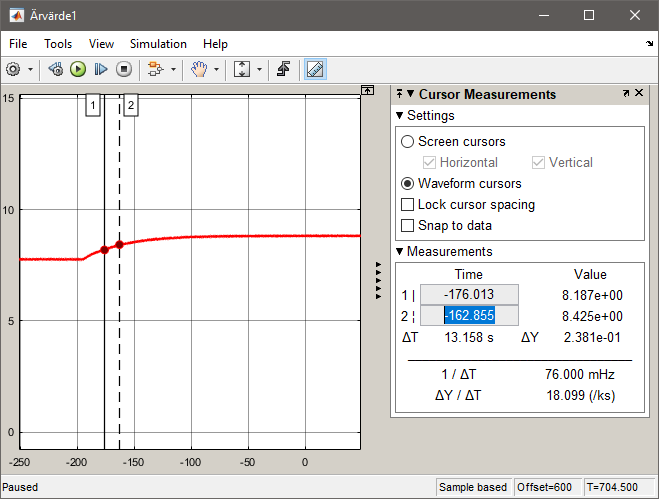 Ärvärde1
File Tools View Simulation Help
Cursor Measurements
Settings
Screen cursors
Horizontal Vertical
Waveform cursors
Lock cursor spacing
Snap to data
Measurements
Time Value
1 | -176.013 8.187e+00
2 ¦ -162.855 8.425e+00
ΔT 13.158 s ΔY 2.381e-01
1 / ΔT 76.000 mHz
ΔY / ΔT 18.099 (/ks)
1 2
15
10
5
0
-250 -200 -150 -100 -50 0
Paused Sample based Offset=600 T=704.500